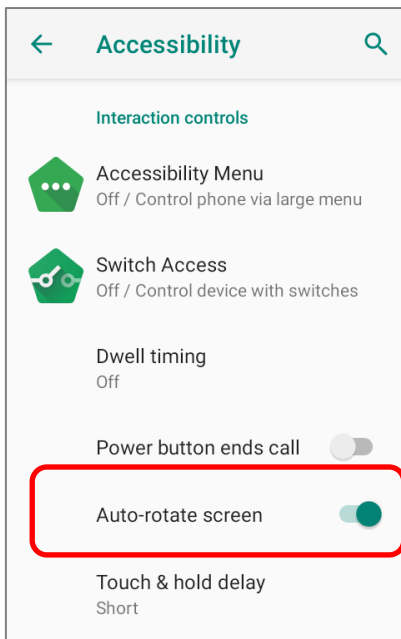 Accessibility
Interaction controls
Accessibility Menu
Off / Control phone via large menu
Switch Access
Off / Control device with switches
Dwell timing
Off
Power button ends call
Auto-rotate screen
Touch & hold delay
Short